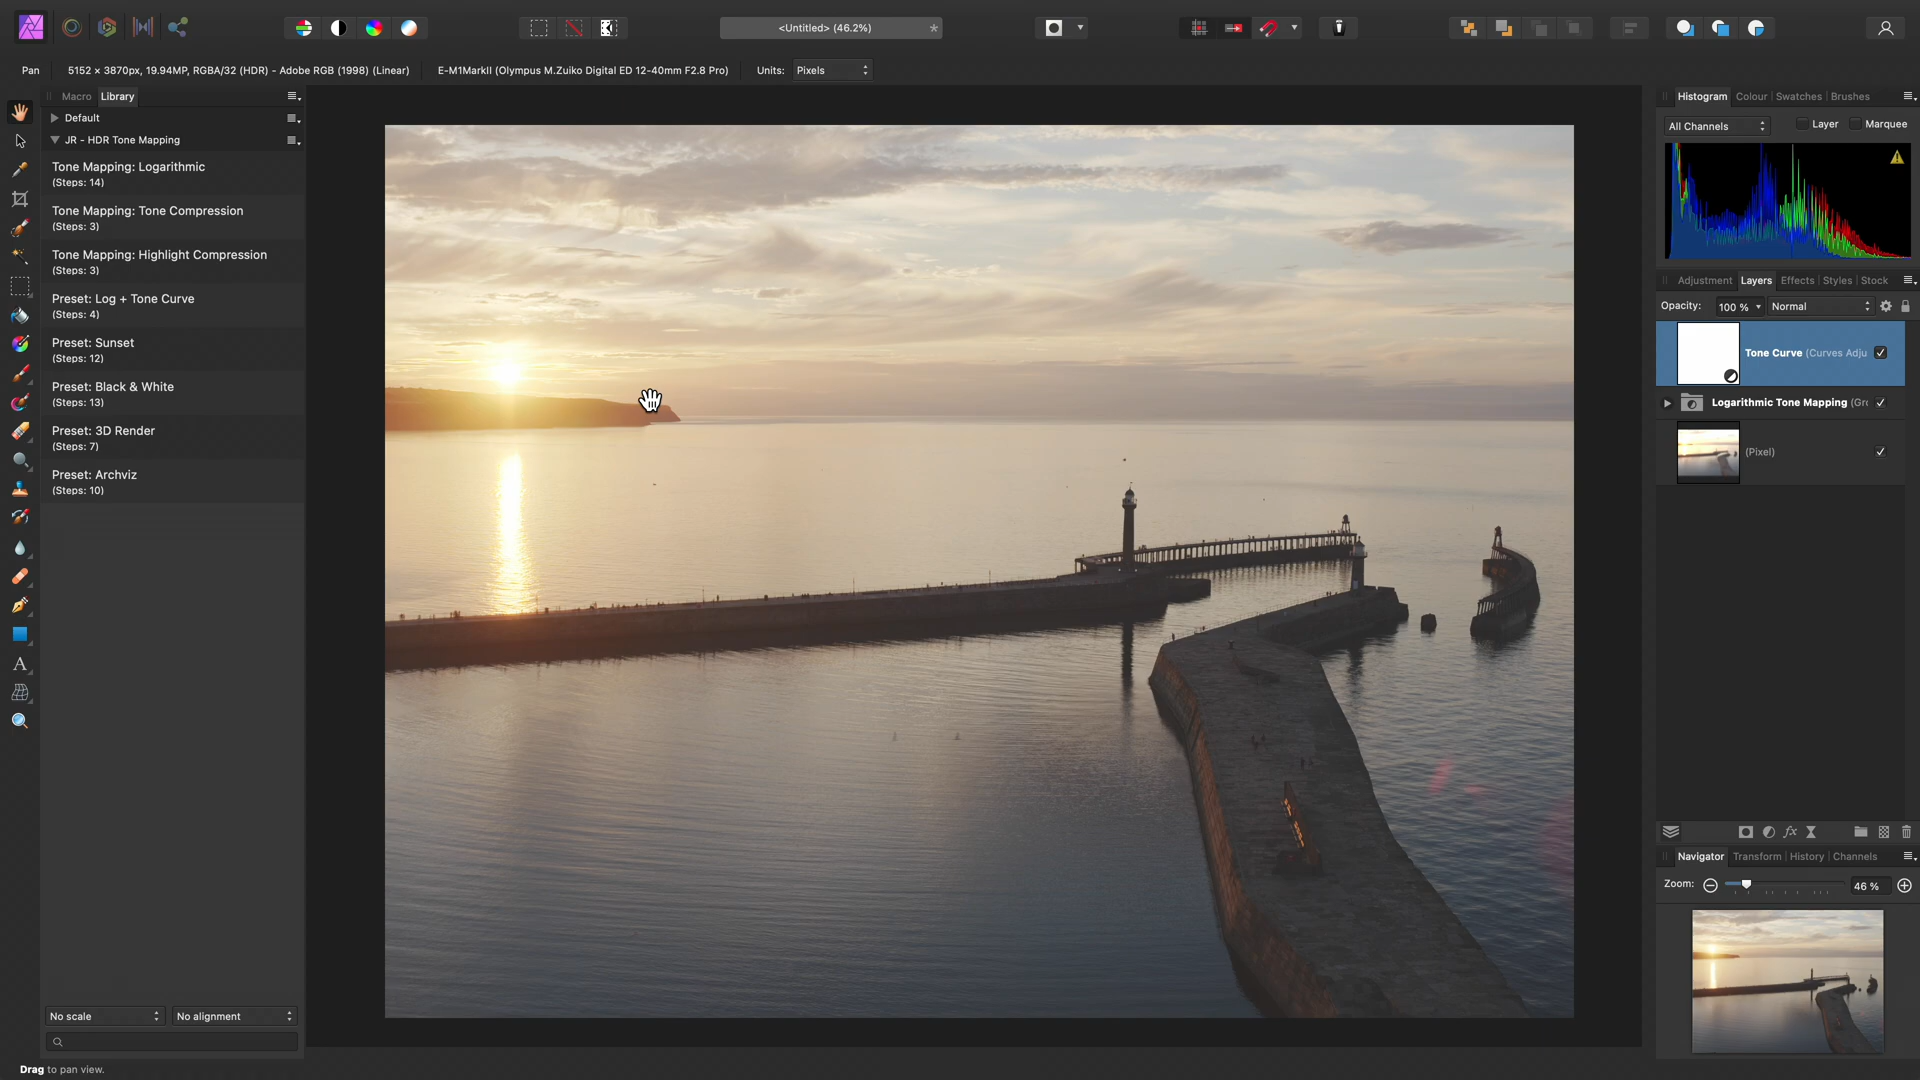 <Untitled> (46.2%)
Pan
5152 × 3870px, 19.94MP, RGBA/32 (HDR) - Adobe RGB (1998) (Linear)
E-M1MarkII (Olympus M.Zuiko Digital ED 12-40mm F2.8 Pro)
Units: Pixels
Macro Library
Default
JR - HDR Tone Mapping
Tone Mapping: Logarithmic
(Steps: 14)
Tone Mapping: Tone Compression
(Steps: 3)
Tone Mapping: Highlight Compression
(Steps: 3)
Preset: Log + Tone Curve
(Steps: 4)
Preset: Sunset
(Steps: 12)
Preset: Black & White
(Steps: 13)
Preset: 3D Render
(Steps: 7)
Preset: Archviz
(Steps: 10)
No scale
No alignment
Drag to pan view.
Histogram Colour Swatches Brushes
All Channels Layer Marquee
Adjustment Layers Effects Styles Stock
Opacity: 100 % Normal
Tone Curve (Curves Adju
Logarithmic Tone Mapping (Gro
(Pixel)
fx
Navigator Transform History Channels
Zoom: 46 %